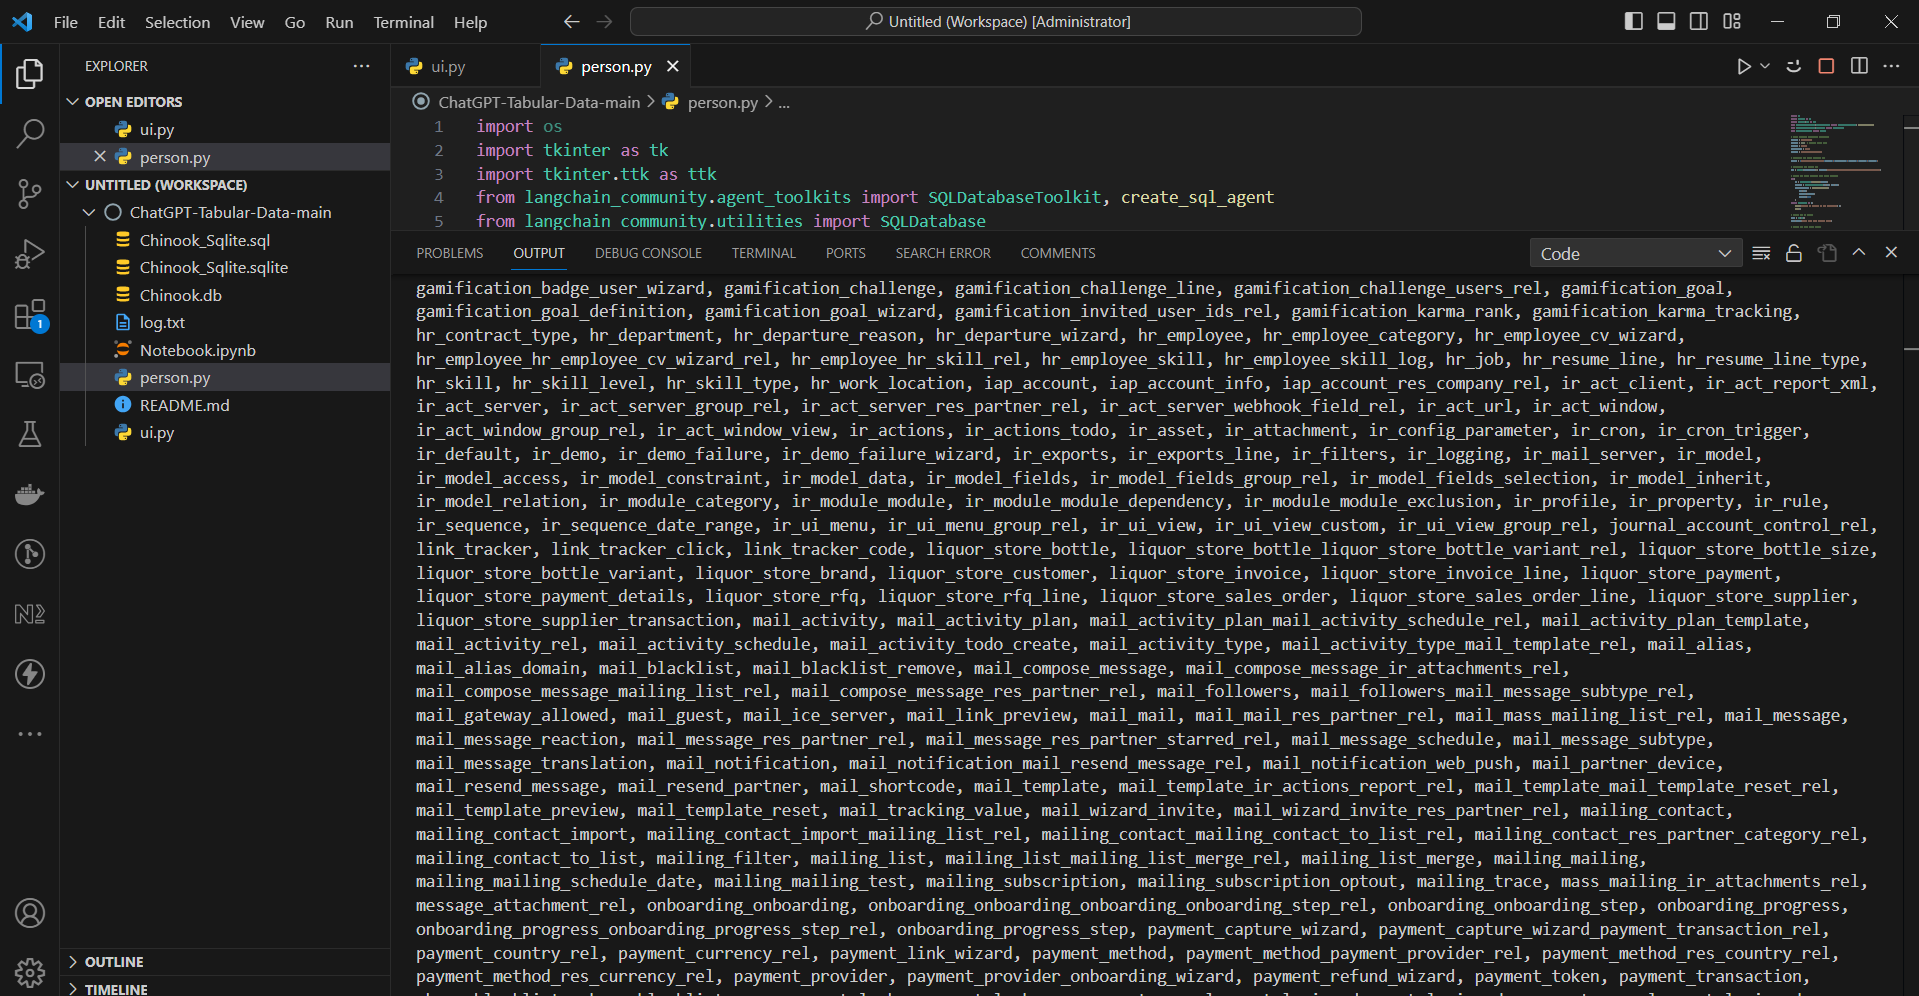 File Edit Selection View Go Run Terminal Help
Untitled (Workspace) [Administrator]
EXPLORER
OPEN EDITORS
ui.py
person.py
UNTITLED (WORKSPACE)
ChatGPT-Tabular-Data-main
Chinook_Sqlite.sql
Chinook_Sqlite.sqlite
Chinook.db
log.txt
Notebook.ipynb
person.py
README.md
ui.py
OUTLINE
TIMELINE
1
ui.py person.py
ChatGPT-Tabular-Data-main > person.py > ...
1 import os
2 import tkinter as tk
3 import tkinter.ttk as ttk
4 from langchain_community.agent_toolkits import SQLDatabaseToolkit, create_sql_agent
5 from langchain_community.utilities import SQLDatabase
PROBLEMS OUTPUT DEBUG CONSOLE TERMINAL PORTS SEARCH ERROR COMMENTS
Code
gamification_badge_user_wizard, gamification_challenge, gamification_challenge_line, gamification_challenge_users_rel, gamification_goal,
gamification_goal_definition, gamification_goal_wizard, gamification_invited_user_ids_rel, gamification_karma_rank, gamification_karma_tracking,
hr_contract_type, hr_department, hr_departure_reason, hr_departure_wizard, hr_employee, hr_employee_category, hr_employee_cv_wizard,
hr_employee_hr_employee_cv_wizard_rel, hr_employee_hr_skill_rel, hr_employee_skill, hr_employee_skill_log, hr_job, hr_resume_line, hr_resume_line_type,
hr_skill, hr_skill_level, hr_skill_type, hr_work_location, iap_account, iap_account_info, iap_account_res_company_rel, ir_act_client, ir_act_report_xml,
ir_act_server, ir_act_server_group_rel, ir_act_server_res_partner_rel, ir_act_server_webhook_field_rel, ir_act_url, ir_act_window,
ir_act_window_group_rel, ir_act_window_view, ir_actions, ir_actions_todo, ir_asset, ir_attachment, ir_config_parameter, ir_cron, ir_cron_trigger,
ir_default, ir_demo, ir_demo_failure, ir_demo_failure_wizard, ir_exports, ir_exports_line, ir_filters, ir_logging, ir_mail_server, ir_model,
ir_model_access, ir_model_constraint, ir_model_data, ir_model_fields, ir_model_fields_group_rel, ir_model_fields_selection, ir_model_inherit,
ir_model_relation, ir_module_category, ir_module_module, ir_module_module_dependency, ir_module_module_exclusion, ir_profile, ir_property, ir_rule,
ir_sequence, ir_sequence_date_range, ir_ui_menu, ir_ui_menu_group_rel, ir_ui_view, ir_ui_view_custom, ir_ui_view_group_rel, journal_account_control_rel,
link_tracker, link_tracker_click, link_tracker_code, liquor_store_bottle, liquor_store_bottle_liquor_store_bottle_variant_rel, liquor_store_bottle_size,
liquor_store_bottle_variant, liquor_store_brand, liquor_store_customer, liquor_store_invoice, liquor_store_invoice_line, liquor_store_payment,
liquor_store_payment_details, liquor_store_rfq, liquor_store_rfq_line, liquor_store_sales_order, liquor_store_sales_order_line, liquor_store_supplier,
liquor_store_supplier_transaction, mail_activity, mail_activity_plan, mail_activity_plan_mail_activity_schedule_rel, mail_activity_plan_template,
mail_activity_rel, mail_activity_schedule, mail_activity_todo_create, mail_activity_type, mail_activity_type_mail_template_rel, mail_alias,
mail_alias_domain, mail_blacklist, mail_blacklist_remove, mail_compose_message, mail_compose_message_ir_attachments_rel,
mail_compose_message_mailing_list_rel, mail_compose_message_res_partner_rel, mail_followers, mail_followers_mail_message_subtype_rel,
mail_gateway_allowed, mail_guest, mail_ice_server, mail_link_preview, mail_mail, mail_mail_res_partner_rel, mail_mass_mailing_list_rel, mail_message,
mail_message_reaction, mail_message_res_partner_rel, mail_message_res_partner_starred_rel, mail_message_schedule, mail_message_subtype,
mail_message_translation, mail_notification, mail_notification_mail_resend_message_rel, mail_notification_web_push, mail_partner_device,
mail_resend_message, mail_resend_partner, mail_shortcode, mail_template, mail_template_ir_actions_report_rel, mail_template_mail_template_reset_rel,
mail_template_preview, mail_template_reset, mail_tracking_value, mail_wizard_invite, mail_wizard_invite_res_partner_rel, mailing_contact,
mailing_contact_import, mailing_contact_import_mailing_list_rel, mailing_contact_mailing_contact_to_list_rel, mailing_contact_res_partner_category_rel,
mailing_contact_to_list, mailing_filter, mailing_list, mailing_list_mailing_list_merge_rel, mailing_list_merge, mailing_mailing,
mailing_mailing_schedule_date, mailing_mailing_test, mailing_subscription, mailing_subscription_optout, mailing_trace, mass_mailing_ir_attachments_rel,
message_attachment_rel, onboarding_onboarding, onboarding_onboarding_onboarding_onboarding_step_rel, onboarding_onboarding_step, onboarding_progress,
onboarding_progress_onboarding_progress_step_rel, onboarding_progress_step, payment_capture_wizard, payment_capture_wizard_payment_transaction_rel,
payment_country_rel, payment_currency_rel, payment_link_wizard, payment_method, payment_method_payment_provider_rel, payment_method_res_country_rel,
payment_method_res_currency_rel, payment_provider, payment_provider_onboarding_wizard, payment_refund_wizard, payment_token, payment_transaction,